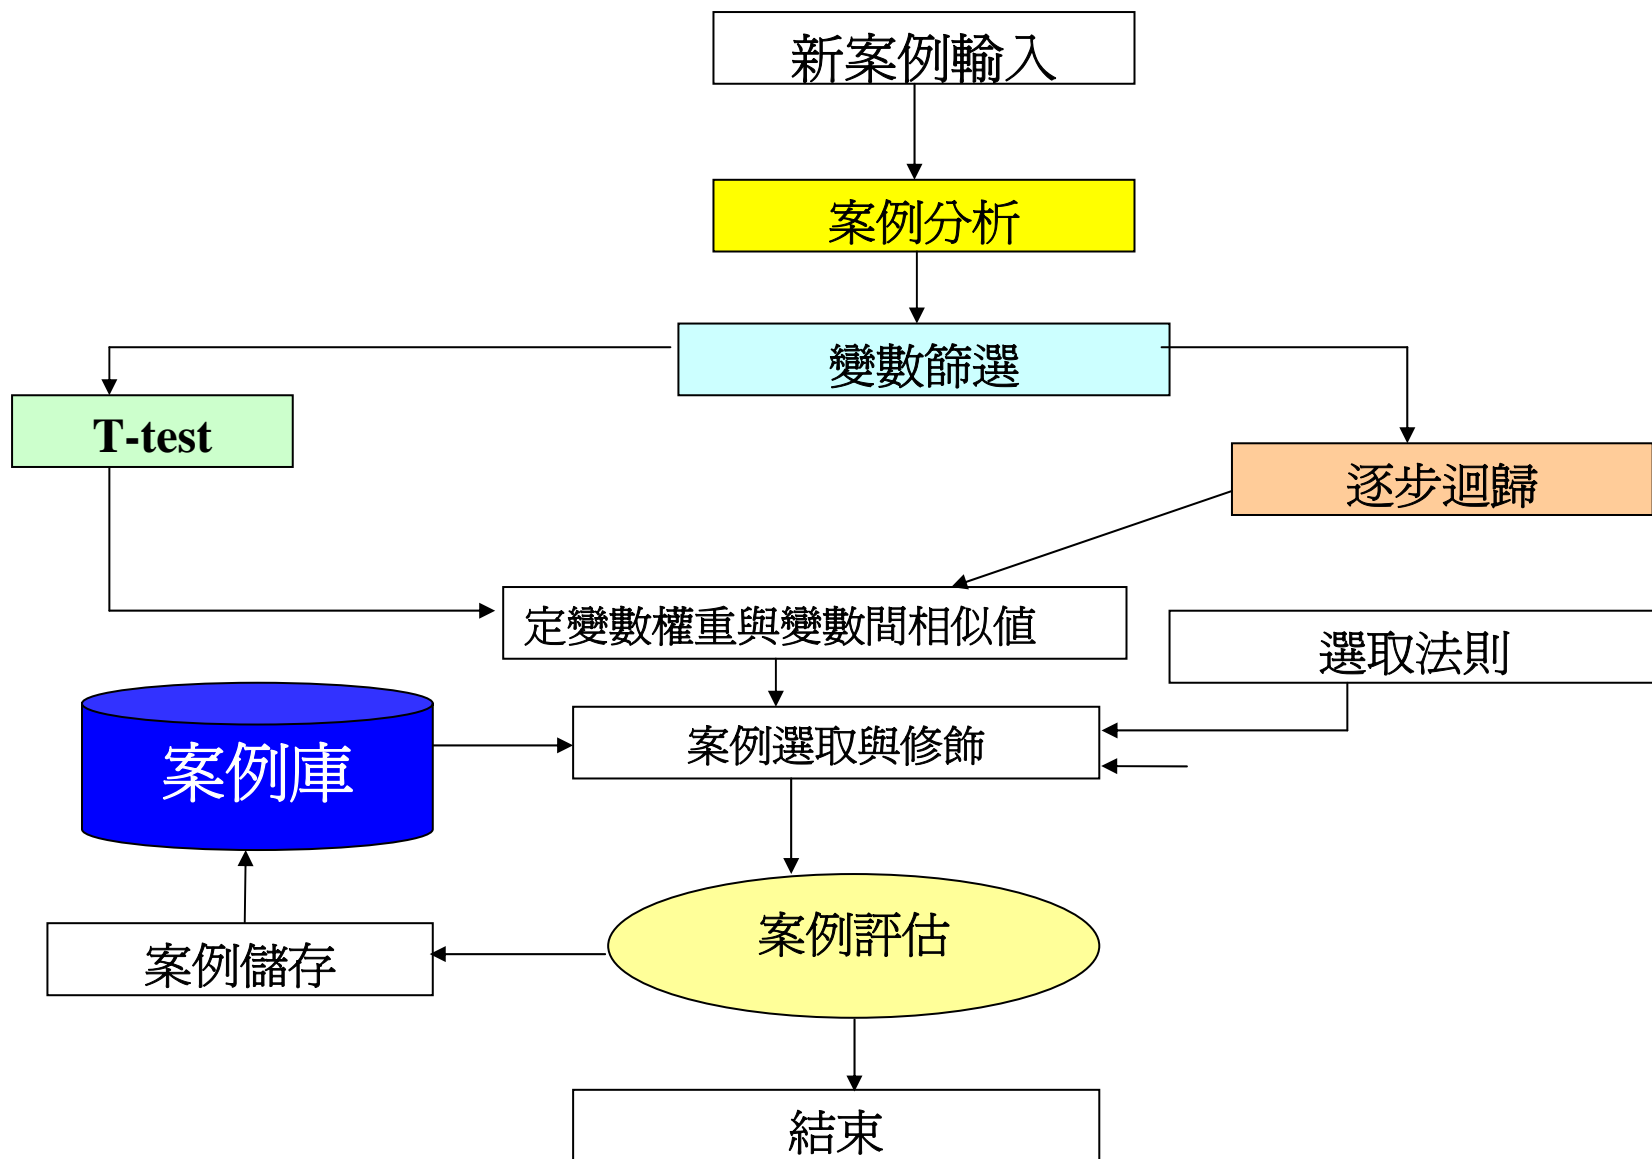 新案例輸入
案例分析
變數篩選
T-test
逐步迴歸
定變數權重與變數間相似值
選取法則
案例庫
案例選取與修飾
案例評估
案例儲存
結束